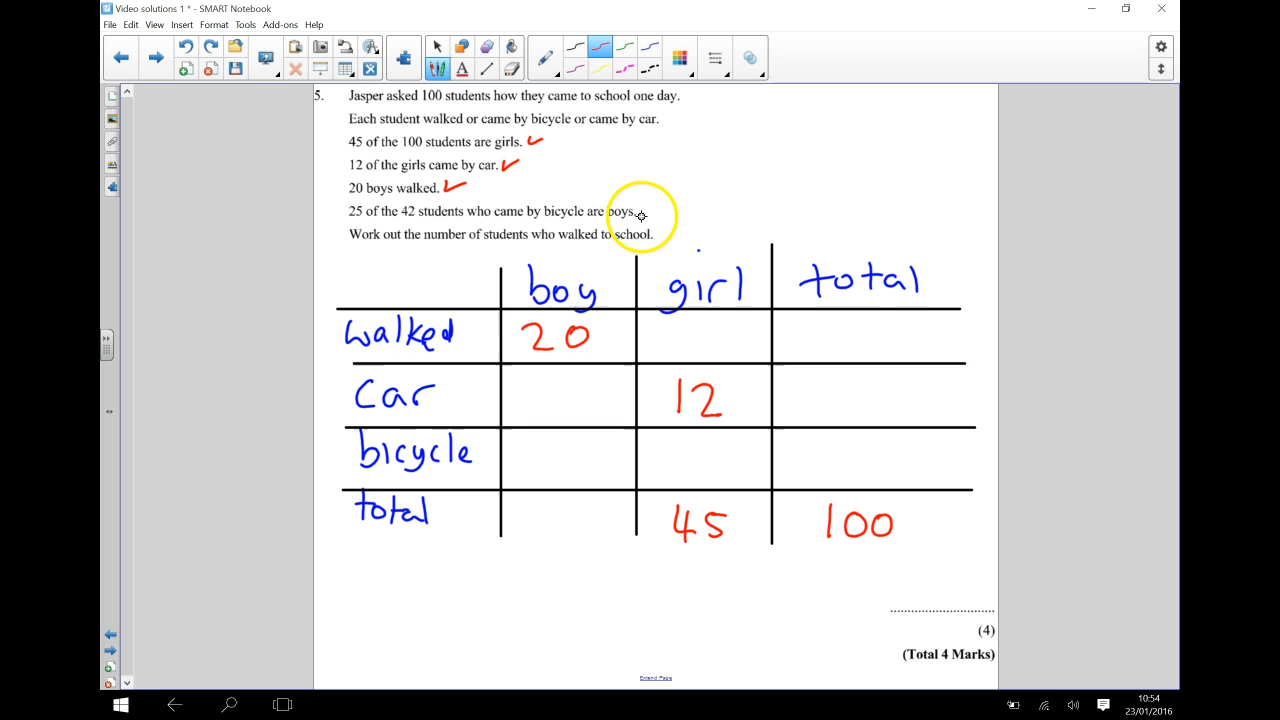 Video solutions 1 * - SMART Notebook
File Edit View Insert Format Tools Add-ons Help
5. Jasper asked 100 students how they came to school one day.
Each student walked or came by bicycle or came by car.
45 of the 100 students are girls.
12 of the girls came by car.
20 boys walked.
25 of the 42 students who came by bicycle are boys.
Work out the number of students who walked to school.
boy girl total
walked 20
car 12
bicycle
total 45 100
(4)
(Total 4 Marks)
Extend Page
10:54
23/01/2016